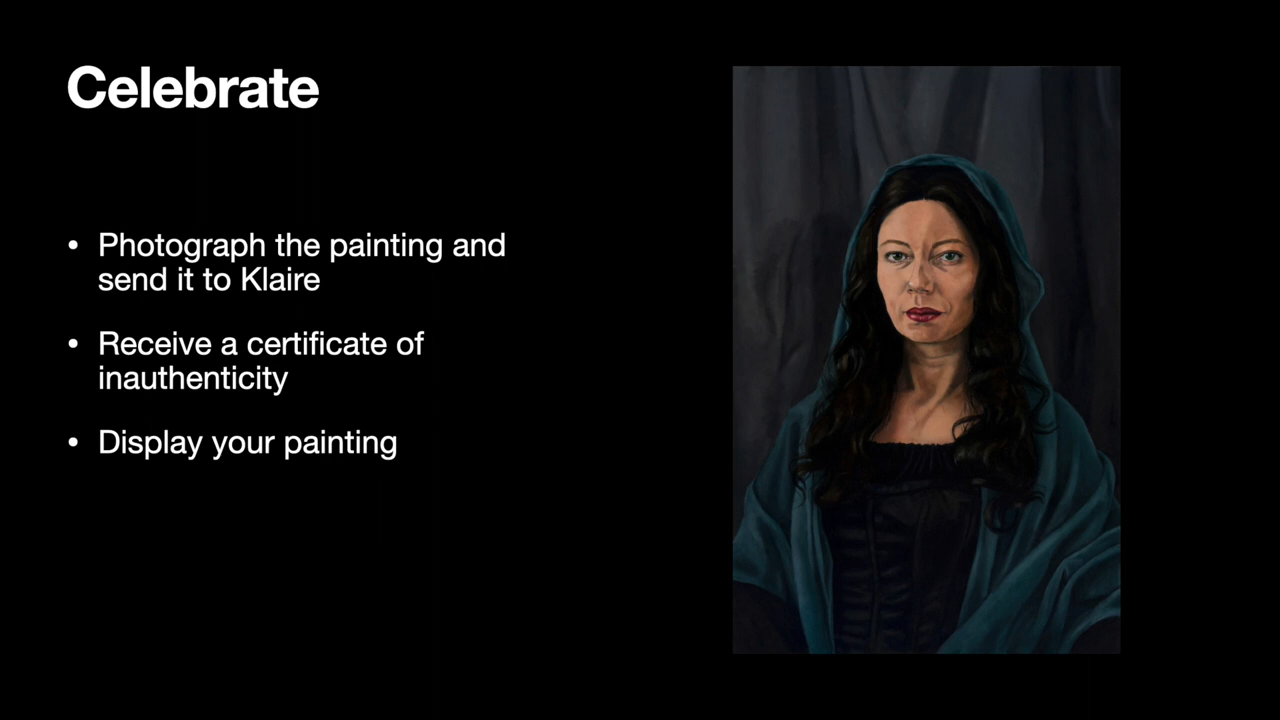 Celebrate
• Photograph the painting and
send it to Klaire
• Receive a certificate of
inauthenticity
• Display your painting